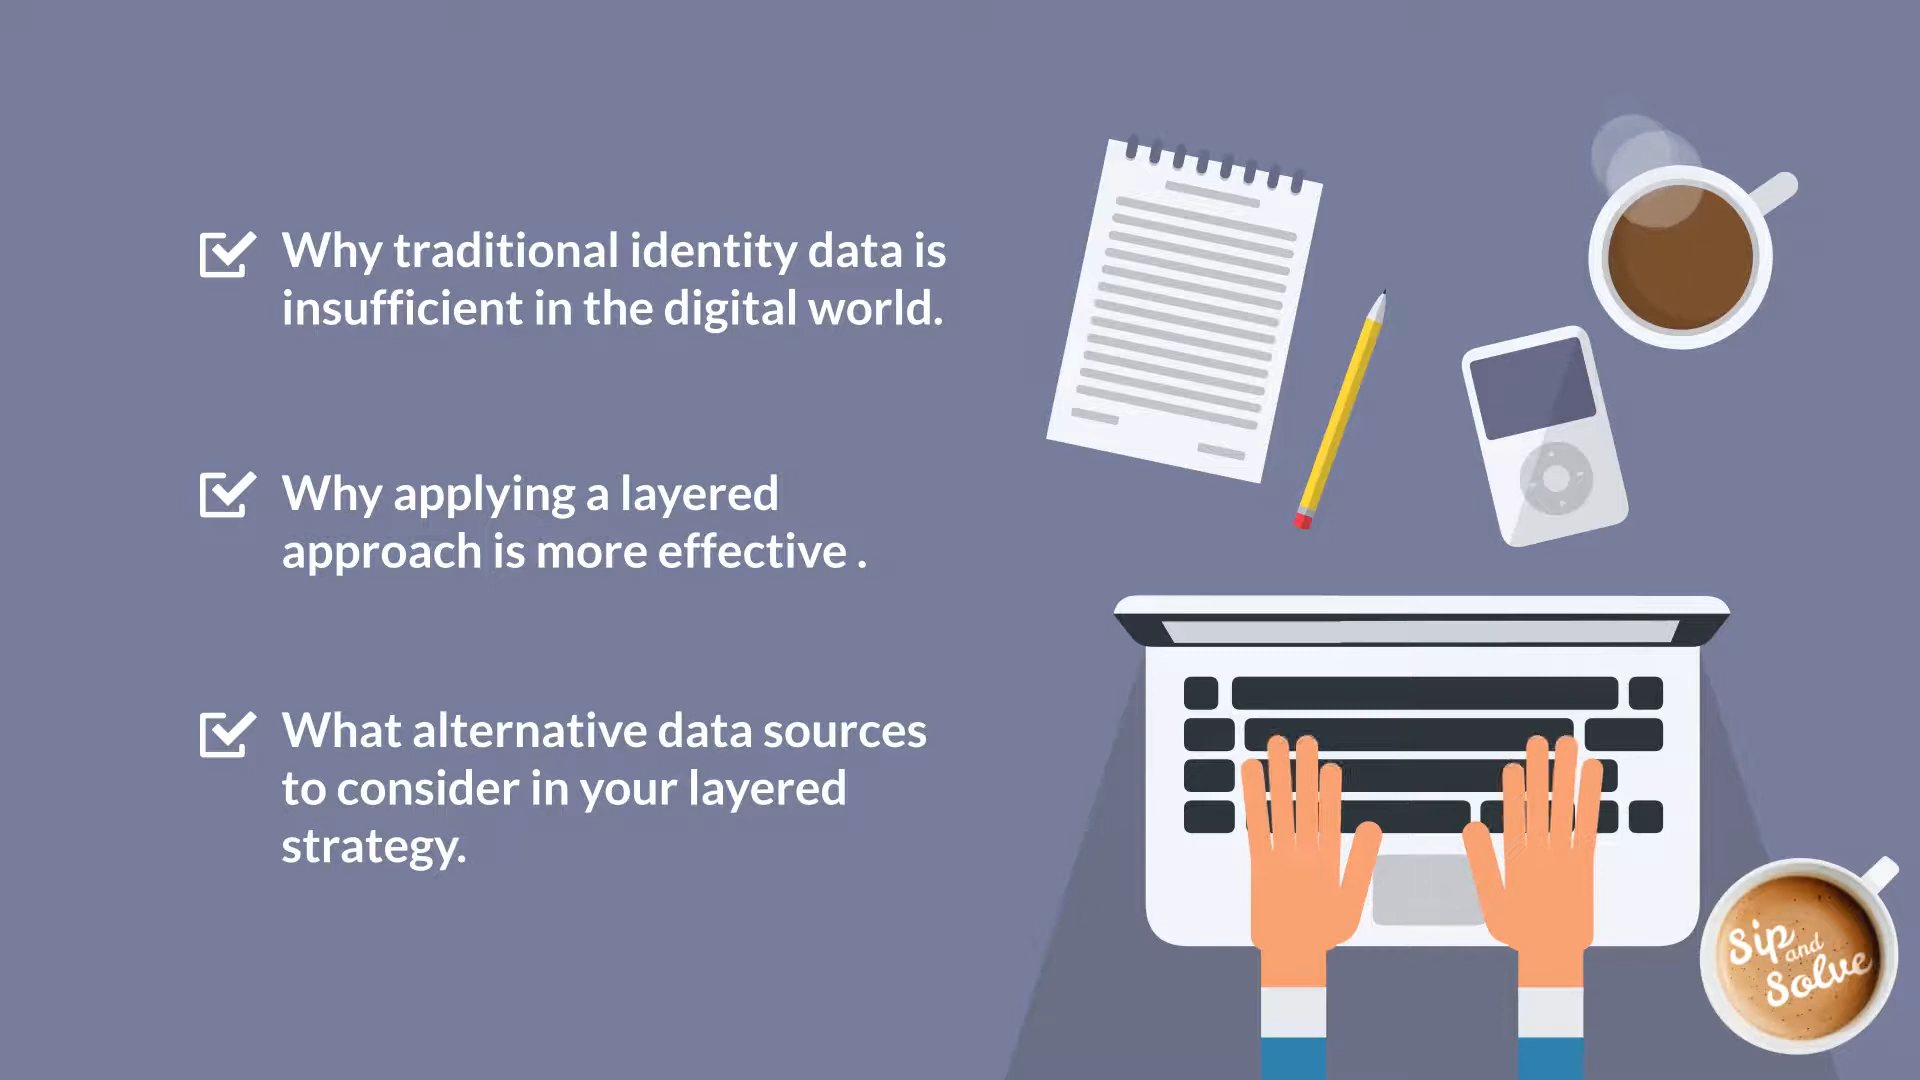 Why traditional identity data is
insufficient in the digital world.
Why applying a layered
approach is more effective .
What alternative data sources
to consider in your layered
strategy.
Sip and
Solve